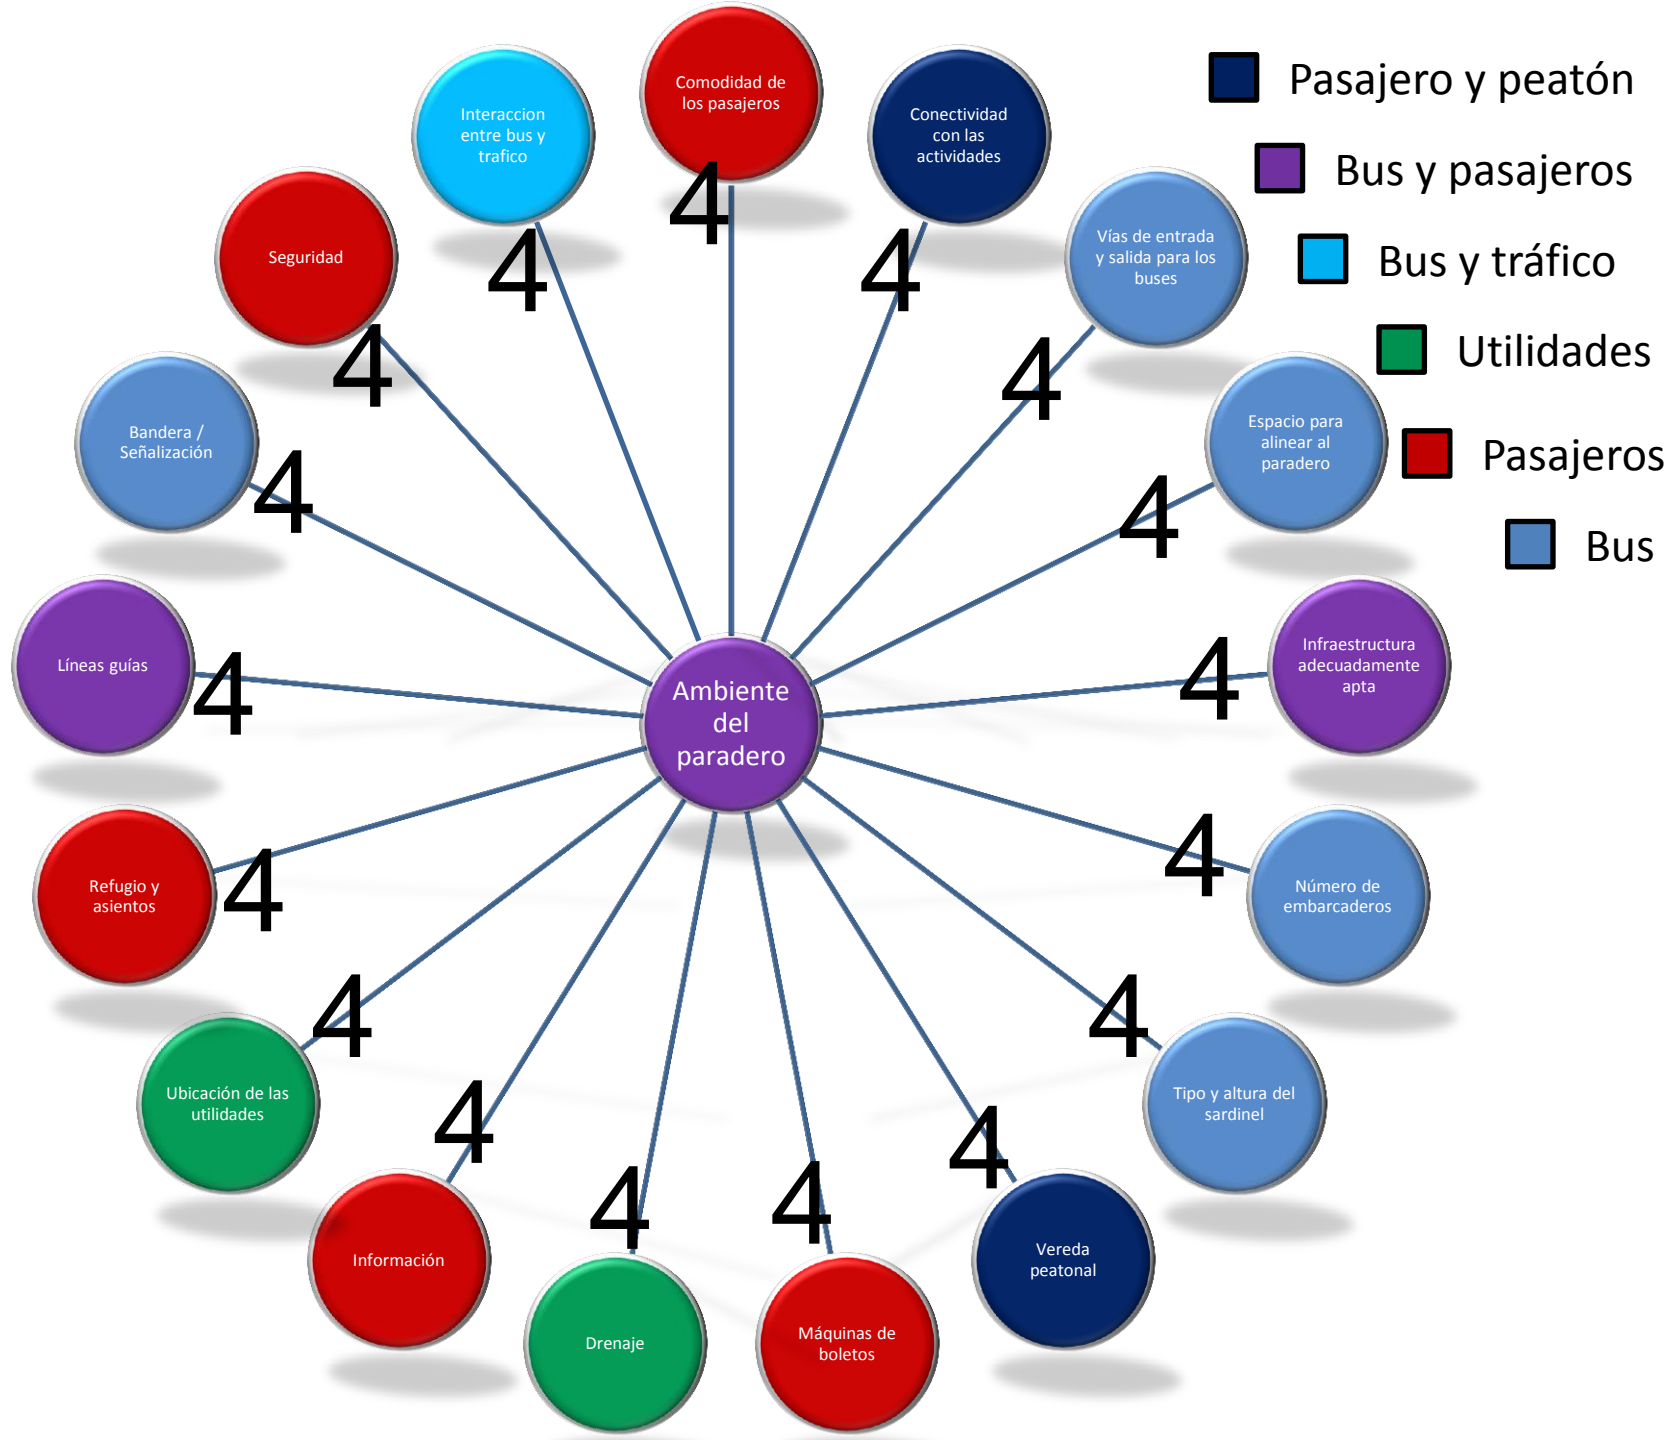 Comodidad de
los pasajeros
4
Conectividad
con las
actividades
4
Vías de entrada
y salida para los
buses
4
Espacio para
alinear al
paradero
4
Infraestructura
adecuadamente
apta
4
Número de
embarcaderos
4
Tipo y altura del
sardinel
4
Vereda
peatonal
4
Máquinas de
boletos
4
Drenaje
4
Información
4
Ubicación de las
utilidades
4
Refugio y
asientos
4
Líneas guías
4
Bandera /
Señalización
4
Seguridad
4
Interaccion
entre bus y
trafico
4
Ambiente
del
paradero
Pasajero y peatón
Bus y pasajeros
Bus y tráfico
Utilidades
Pasajeros
Bus